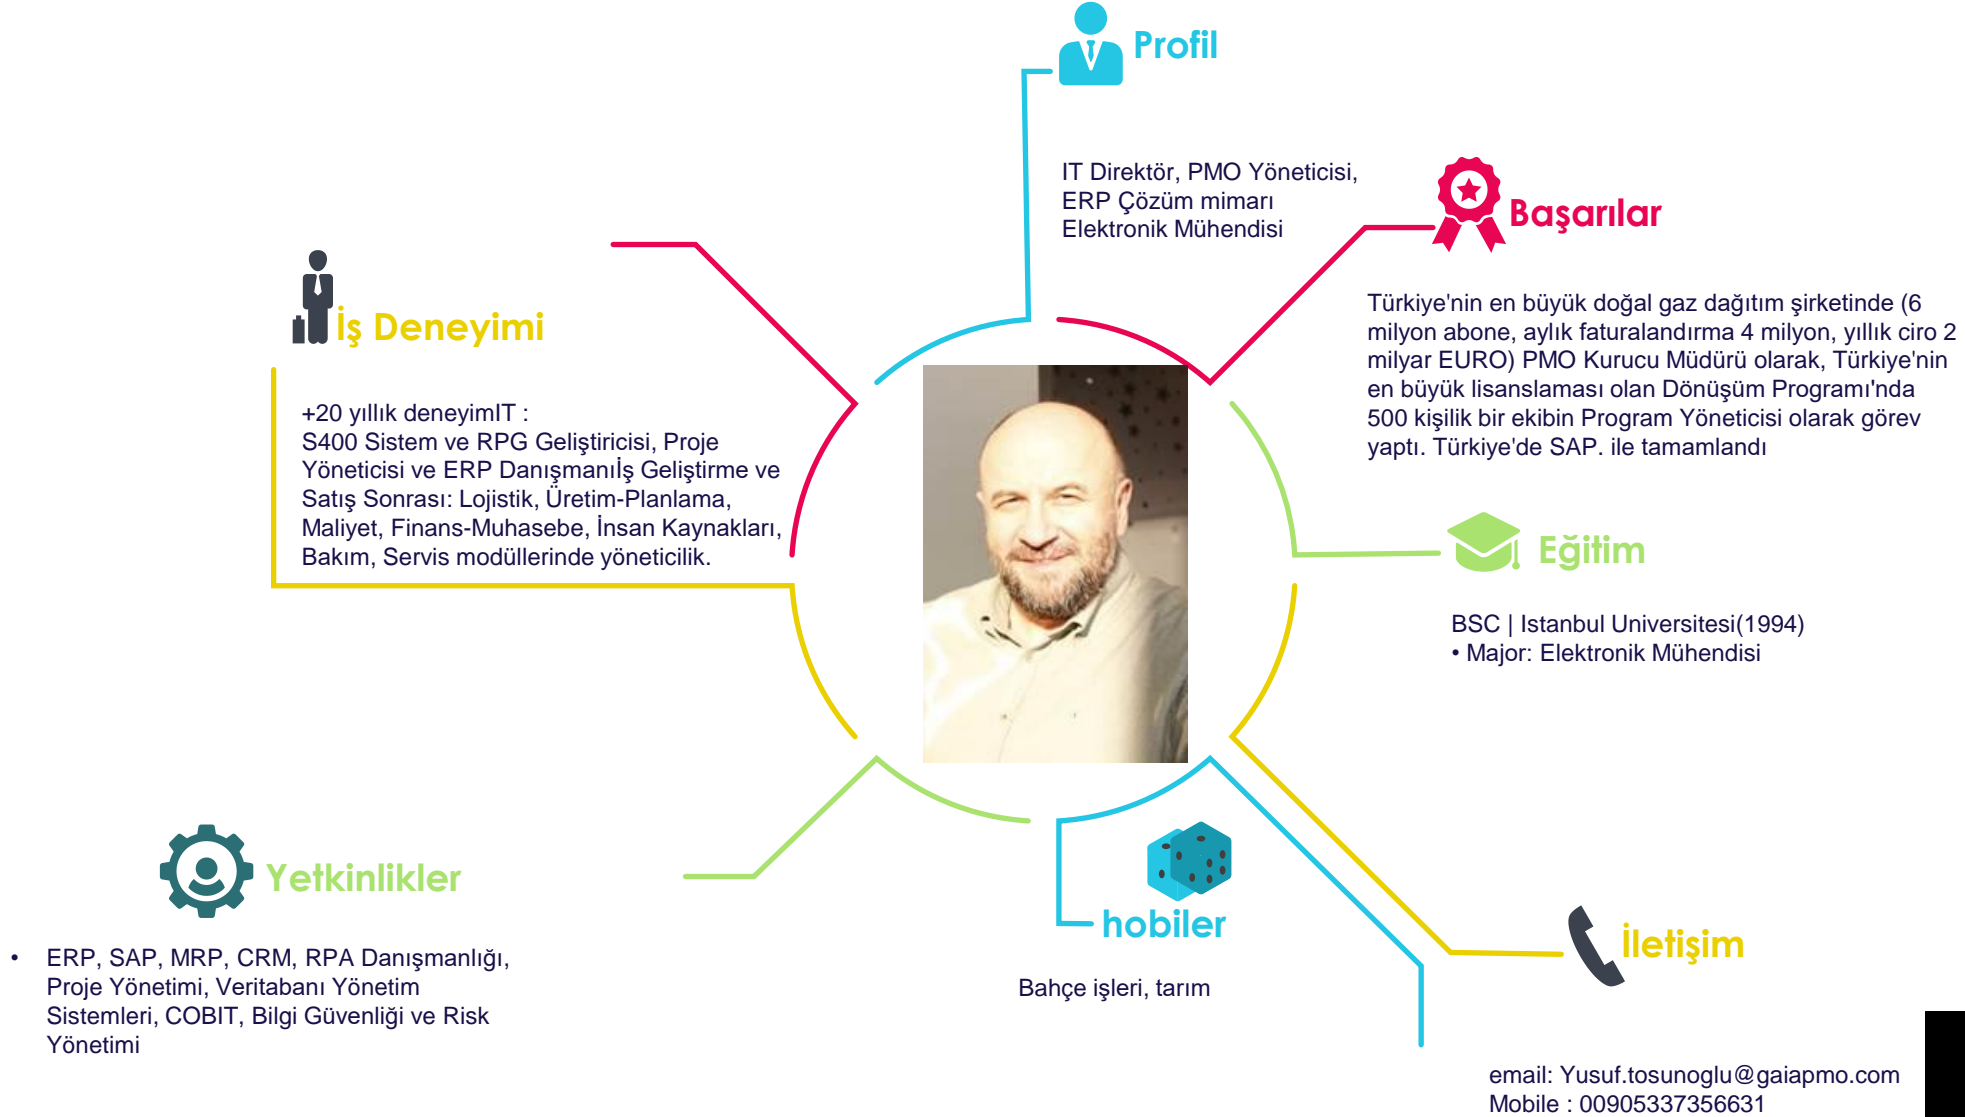 Profil
IT Direktör, PMO Yöneticisi,
ERP Çözüm mimarı
Elektronik Mühendisi
Başarılar
Türkiye'nin en büyük doğal gaz dağıtım şirketinde (6
milyon abone, aylık faturalandırma 4 milyon, yıllık ciro 2
milyar EURO) PMO Kurucu Müdürü olarak, Türkiye'nin
en büyük lisanslaması olan Dönüşüm Programı'nda
500 kişilik bir ekibin Program Yöneticisi olarak görev
yaptı. Türkiye'de SAP. ile tamamlandı
İş Deneyimi
+20 yıllık deneyimIT :
S400 Sistem ve RPG Geliştiricisi, Proje
Yöneticisi ve ERP Danışmanıİş Geliştirme ve
Satış Sonrası: Lojistik, Üretim-Planlama,
Maliyet, Finans-Muhasebe, İnsan Kaynakları,
Bakım, Servis modüllerinde yöneticilik.
Eğitim
BSC | Istanbul Universitesi(1994)
• Major: Elektronik Mühendisi
Yetkinlikler
• ERP, SAP, MRP, CRM, RPA Danışmanlığı,
Proje Yönetimi, Veritabanı Yönetim
Sistemleri, COBIT, Bilgi Güvenliği ve Risk
Yönetimi
hobiler
Bahçe işleri, tarım
İletişim
email: Yusuf.tosunoglu@gaiapmo.com
Mobile : 00905337356631